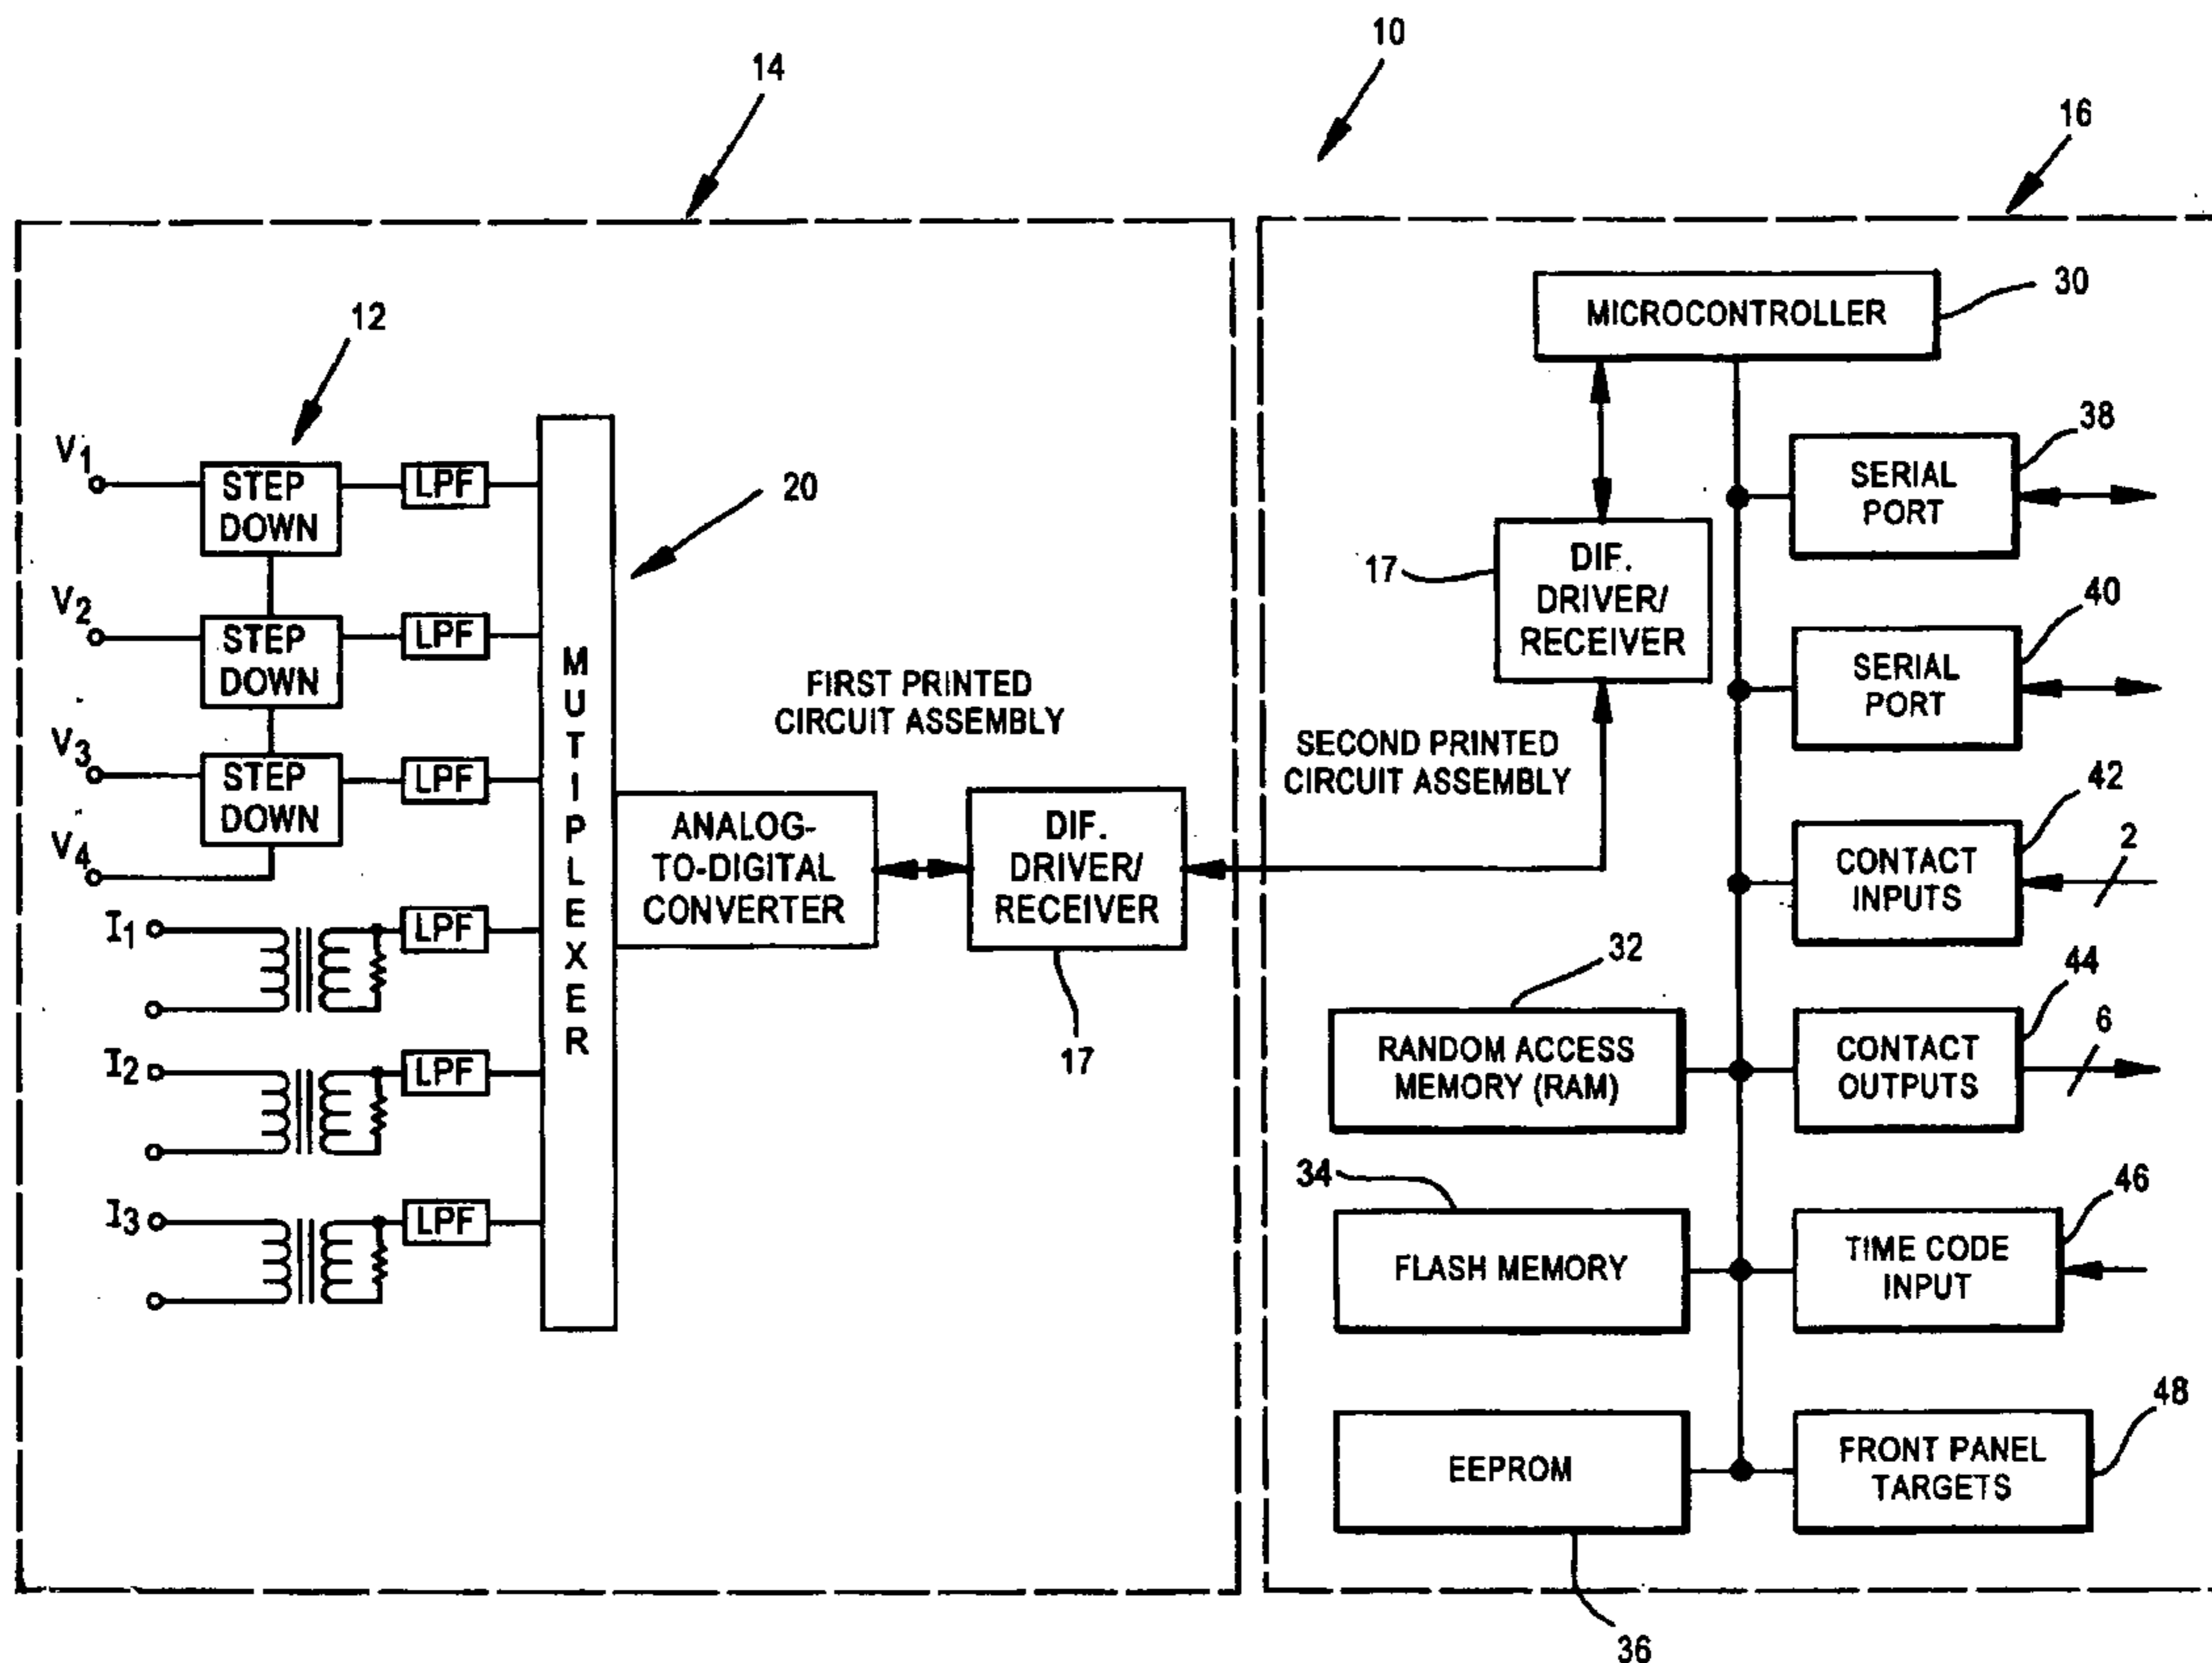 10
14
16
12
V1
STEP
DOWN
LPF
V2
STEP
DOWN
LPF
V3
STEP
DOWN
LPF
V4
I1
LPF
I2
LPF
I3
LPF
MUTIPLEXER
20
FIRST PRINTED
CIRCUIT ASSEMBLY
ANALOG-
TO-DIGITAL
CONVERTER
DIF.
DRIVER/
RECEIVER
17
MICROCONTROLLER
30
17
DIF.
DRIVER/
RECEIVER
SECOND PRINTED
CIRCUIT ASSEMBLY
38
SERIAL
PORT
40
SERIAL
PORT
42
CONTACT
INPUTS
2
32
RANDOM ACCESS
MEMORY (RAM)
44
CONTACT
OUTPUTS
6
34
FLASH MEMORY
46
TIME CODE
INPUT
EEPROM
36
48
FRONT PANEL
TARGETS